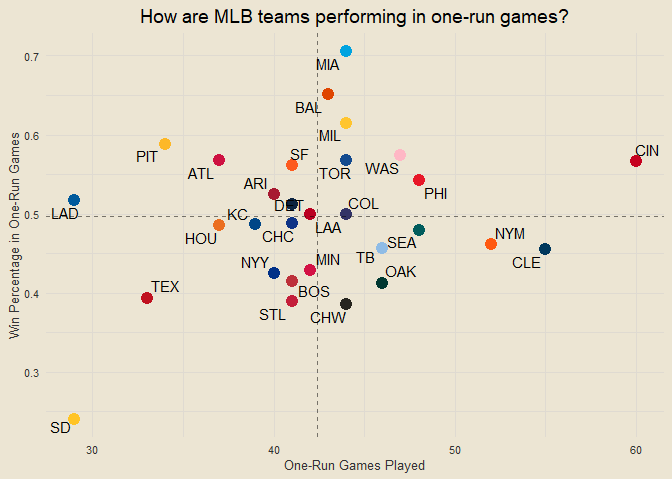 How are MLB teams performing in one-run games?
0.7
MIA
BAL
0.6
MIL
PIT
SF
CIN
ATL
TOR
WAS
ARI
PHI
LAD
DET
COL
0.5
KC
HOU
CHC
LAA
SEA
NYM
NYY
MIN
TB
CLE
OAK
TEX
BOS
0.4
STL
CHW
0.3
SD
30
40
50
60
One-Run Games Played
Win Percentage in One-Run Games